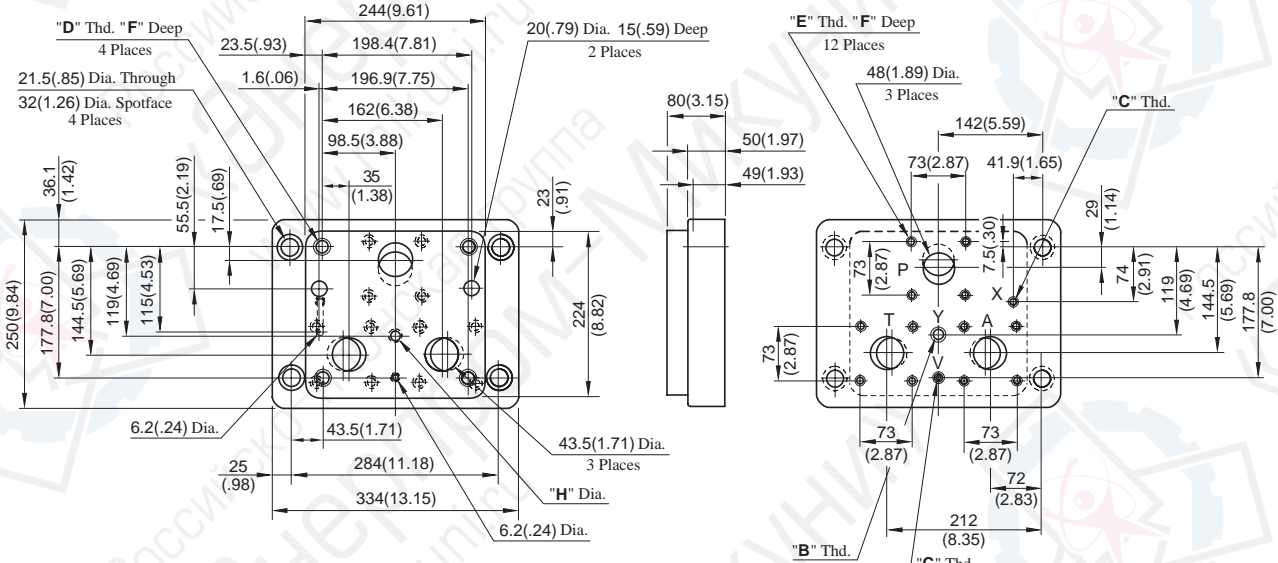 "D" Thd. "F" Deep
4 Places
21.5(.85) Dia. Through
32(1.26) Dia. Spotface
4 Places
244(9.61)
23.5(.93)
198.4(7.81)
1.6(.06)
196.9(7.75)
162(6.38)
98.5(3.88)
35
(1.38)
20(.79) Dia. 15(.59) Deep
2 Places
36.1
(1.42)
55.5(2.19)
17.5(.69)
23
(.91)
250(9.84)
177.8(7.00)
144.5(5.69)
119(4.69)
115(4.53)
224
(8.82)
6.2(.24) Dia.
43.5(1.71)
25
(.98)
284(11.18)
334(13.15)
43.5(1.71) Dia.
3 Places
"H" Dia.
6.2(.24) Dia.
80(3.15)
50(1.97)
49(1.93)
"E" Thd. "F" Deep
12 Places
48(1.89) Dia.
3 Places
"C" Thd.
142(5.59)
73(2.87)
41.9(1.65)
29
(1.14)
7.5(.30)
73
(2.87)
P
X
T
Y
A
V
74
(2.91)
119
(4.69)
144.5
(5.69)
177.8
(7.00)
73
(2.87)
73
(2.87)
73
(2.87)
72
(2.83)
212
(8.35)
"B" Thd.
"C" Thd.